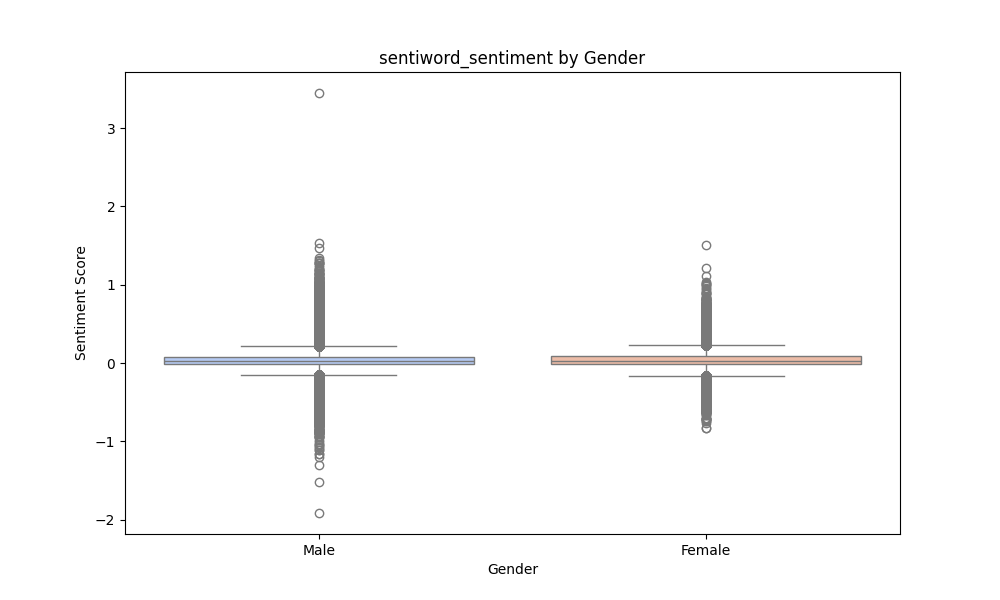 sentiword_sentiment by Gender
Sentiment Score
3
2
1
0
−1
−2
Male
Female
Gender